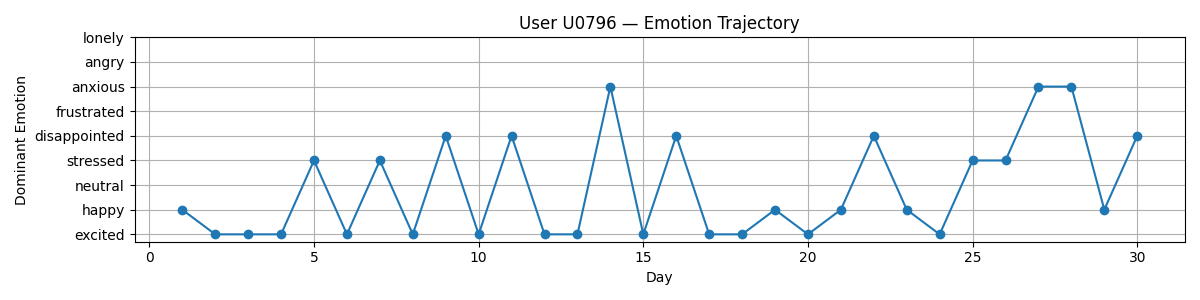 User U0796 — Emotion Trajectory
Dominant Emotion
lonely
angry
anxious
frustrated
disappointed
stressed
neutral
happy
excited
0 5 10 15 20 25 30
Day